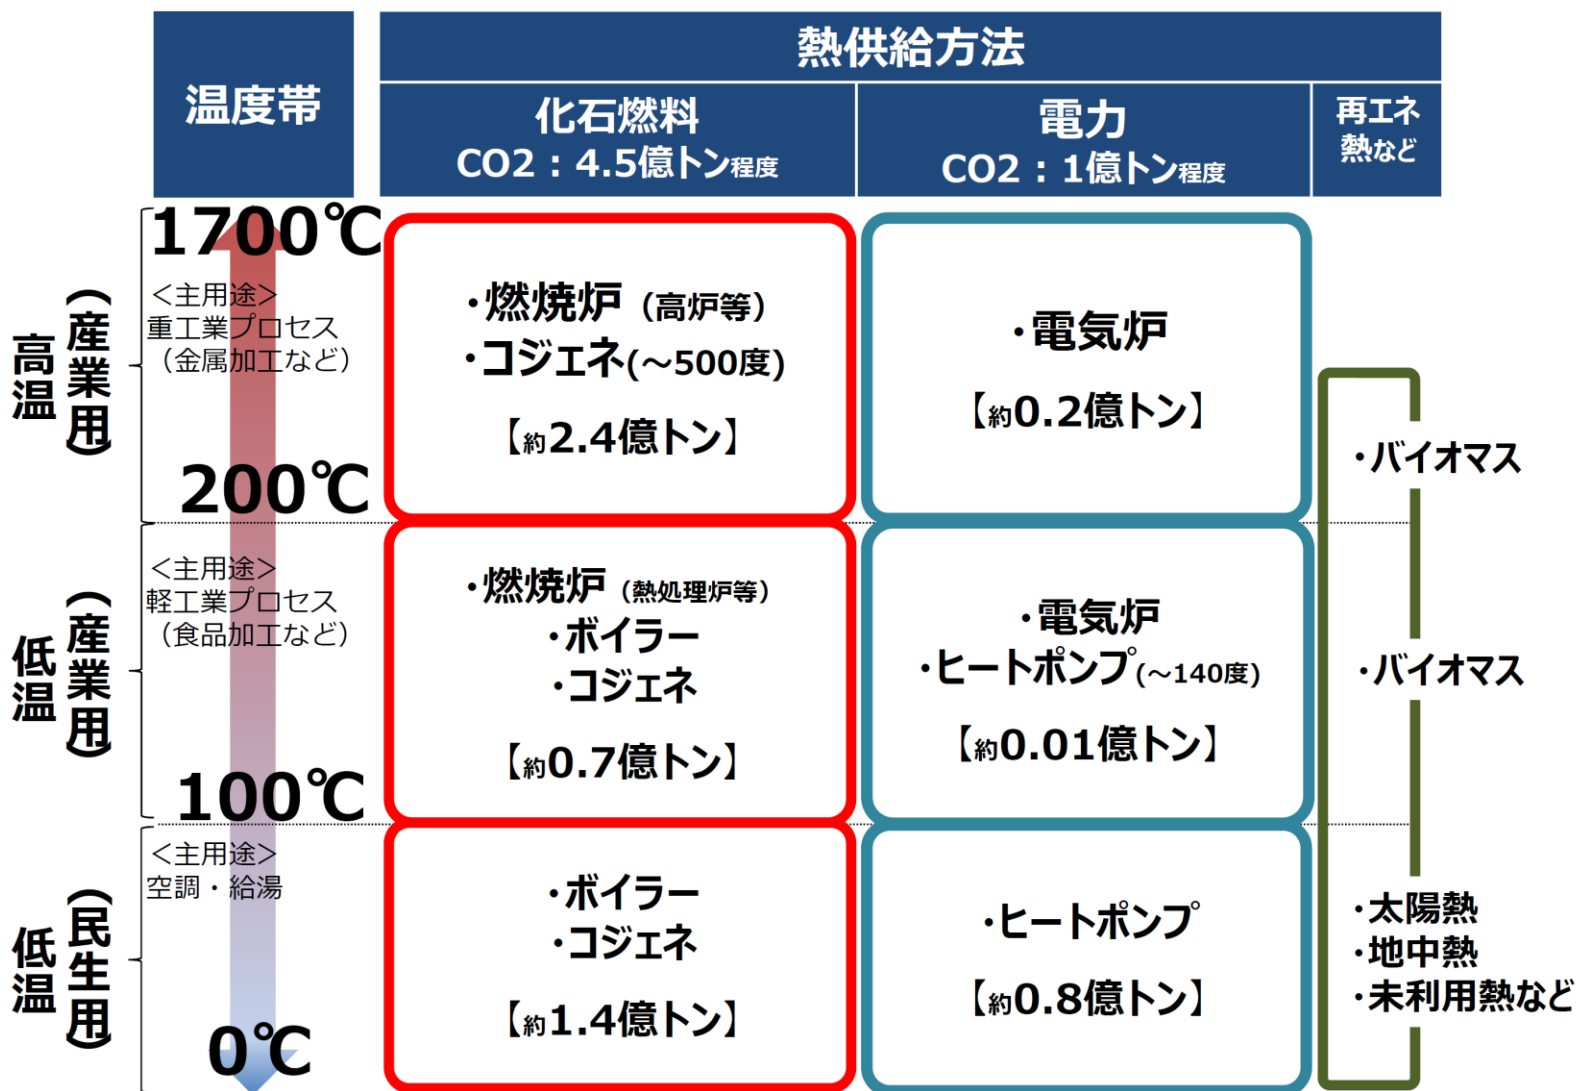 温度帯
熱供給方法
化石燃料
CO2：4.5億トン程度
電力
CO2：1億トン程度
再エネ
熱など
高温
（産業用）
1700℃
＜主用途＞
重工業プロセス
（金属加工など）
200℃
・燃焼炉（高炉等）
・コジェネ(～500度)
【約2.4億トン】
・電気炉
【約0.2億トン】
・バイオマス
低温
（産業用）
＜主用途＞
軽工業プロセス
（食品加工など）
100℃
・燃焼炉（熱処理炉等）
・ボイラー
・コジェネ
【約0.7億トン】
・電気炉
・ヒートポンプ(～140度)
【約0.01億トン】
・バイオマス
低温
（民生用）
＜主用途＞
空調・給湯
0℃
・ボイラー
・コジェネ
【約1.4億トン】
・ヒートポンプ
【約0.8億トン】
・太陽熱
・地中熱
・未利用熱など